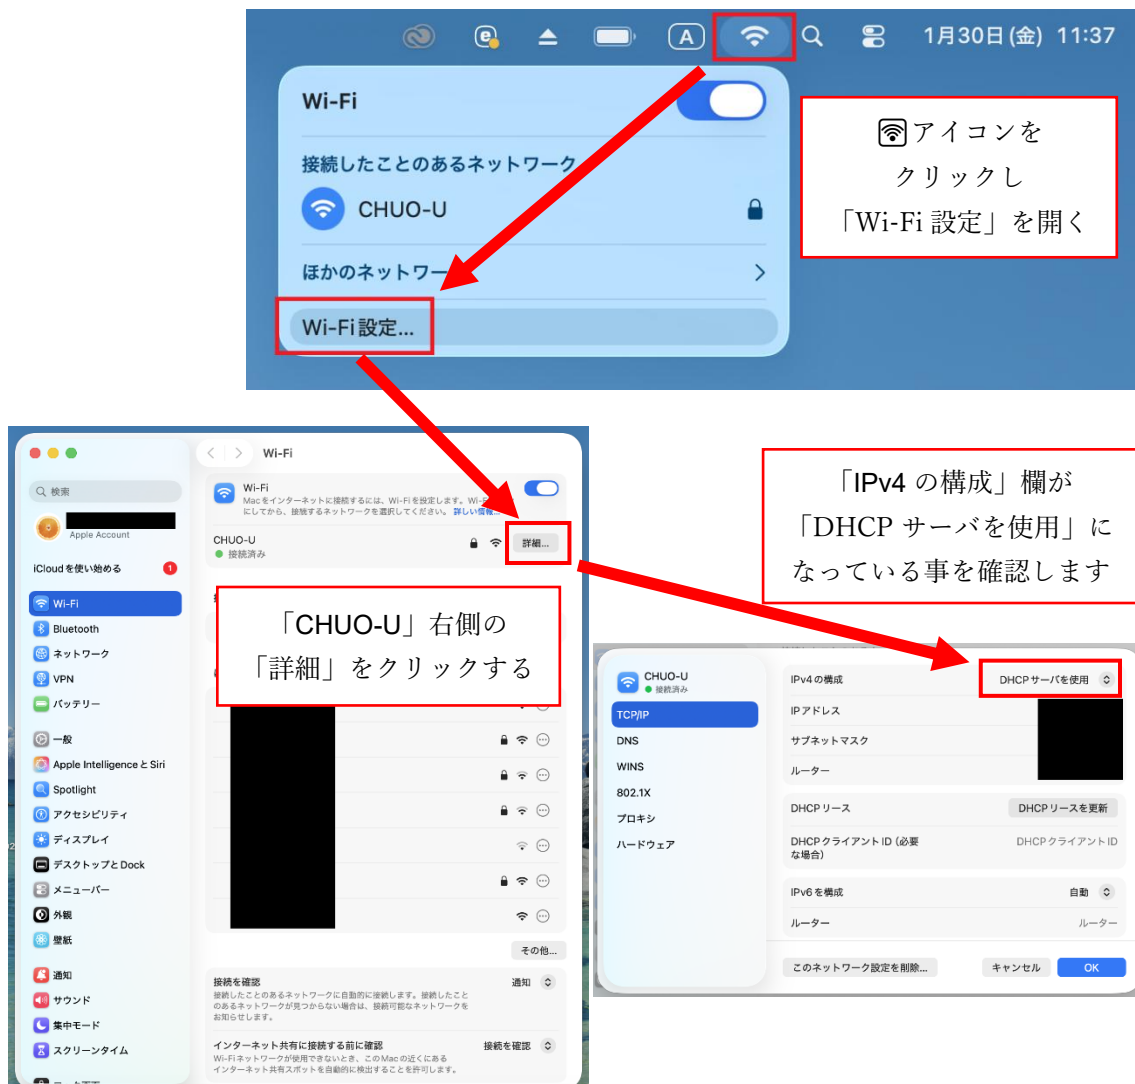 A
1月30日(金) 11:37
Wi-Fi
接続したことのあるネットワーク
CHUO-U
ほかのネットワー
Wi-Fi設定...
アイコンを
クリックし
「Wi-Fi 設定」を開く
Wi-Fi
検索
Apple Account
iCloudを使い始める
1
Wi-Fi
Bluetooth
ネットワーク
VPN
バッテリー
一般
Apple Intelligence と Siri
Spotlight
アクセシビリティ
ディスプレイ
デスクトップとDock
メニューバー
外観
壁紙
通知
サウンド
集中モード
スクリーンタイム
Wi-Fi
Macをインターネットに接続するには、Wi-Fiを設定します。Wi-F
にしてから、接続するネットワークを選択してください。 詳しい情報...
CHUO-U
接続済み
詳細...
「CHUO-U」右側の
「詳細」をクリックする
その他...
接続を確認
通知
接続したことのあるネットワークに自動的に接続します。接続したこと
のあるネットワークが見つからない場合は、接続可能なネットワークを
お知らせします。
インターネット共有に接続する前に確認
接続を確認
Wi-Fiネットワークが使用できないとき、このMacの近くにある
インターネット共有スポットを自動的に検出することを許可します。
「IPv4 の構成」欄が
「DHCP サーバを使用」に
なっている事を確認します
CHUO-U
接続済み
TCP/IP
DNS
WINS
802.1X
プロキシ
ハードウェア
IPv4の構成
DHCPサーバを使用
IPアドレス
サブネットマスク
ルーター
DHCPリース
DHCPリースを更新
DHCPクライアントID(必要
な場合)
DHCPクライアントID
IPv6を構成
自動
ルーター
ルーター
このネットワーク設定を削除...
キャンセル
OK